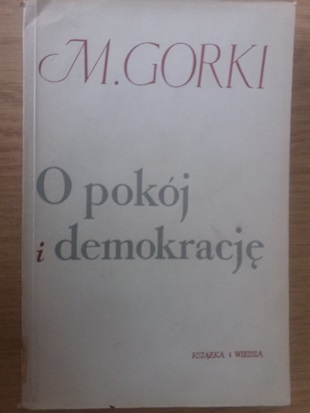 M. GORKI
O pokój
i demokrację
KSIĄŻKA i WIEDZA